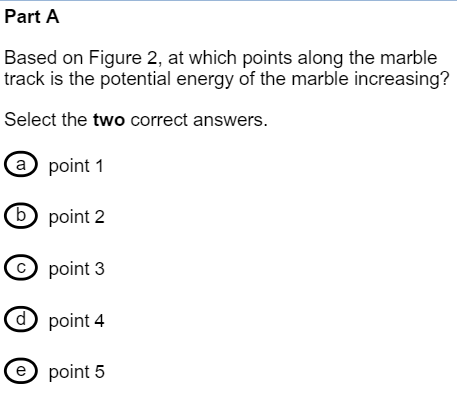 Part A
Based on Figure 2, at which points along the marble
track is the potential energy of the marble increasing?
Select the two correct answers.
a point 1
b point 2
c point 3
d point 4
e point 5